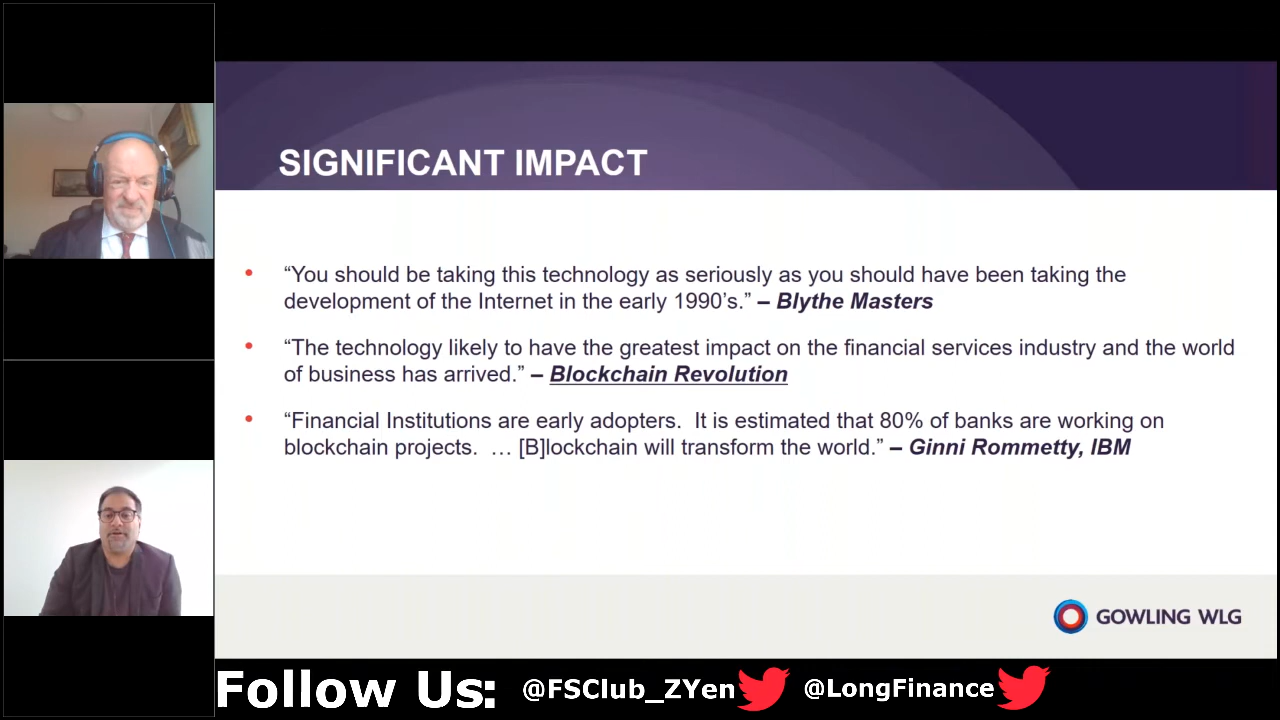 SIGNIFICANT IMPACT
• “You should be taking this technology as seriously as you should have been taking the
development of the Internet in the early 1990’s.” – Blythe Masters
• “The technology likely to have the greatest impact on the financial services industry and the world
of business has arrived.” – Blockchain Revolution
• “Financial Institutions are early adopters.  It is estimated that 80% of banks are working on
blockchain projects.  … [B]lockchain will transform the world.” – Ginni Rommetty, IBM
GOWLING WLG
Follow Us: @FSClub_ZYen @LongFinance